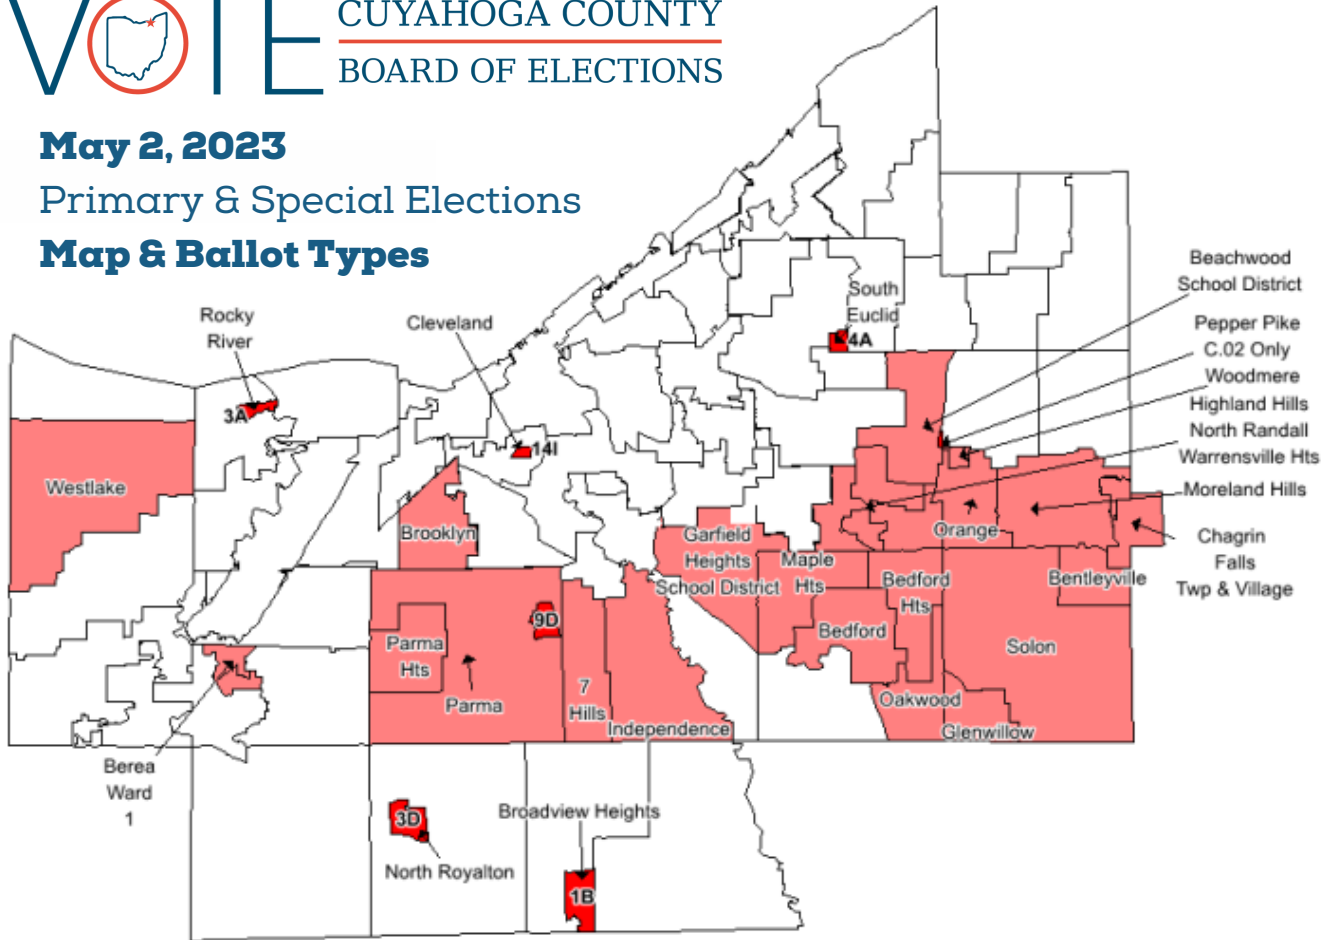 VOTE
CUYAHOGA COUNTY
BOARD OF ELECTIONS
May 2, 2023
Primary & Special Elections
Map & Ballot Types
Rocky
River
3A
Cleveland
14I
South
Euclid
4A
Beachwood
School District
Pepper Pike
C.02 Only
Woodmere
Highland Hills
North Randall
Warrensville Hts
Moreland Hills
Chagrin
Falls
Twp & Village
Westlake
Brooklyn
Garfield
Heights
School District
Maple
Hts
Orange
Bedford
Hts
Bentleyville
Bedford
Solon
9D
Parma
Hts
Parma
7
Hills
Independence
Oakwood
Glenwillow
Berea
Ward
1
3D
North Royalton
Broadview Heights
1B